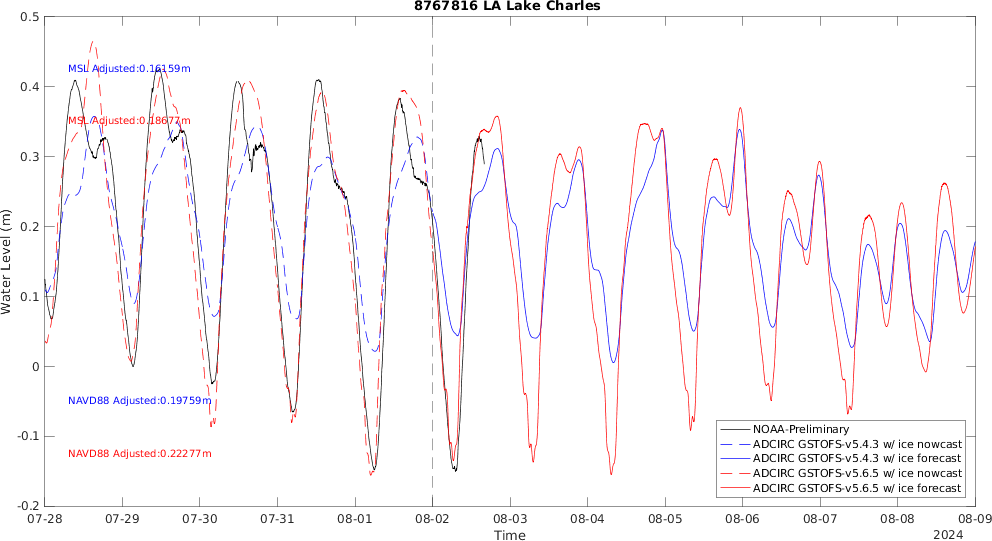 8767816 LA Lake Charles
0.5
0.4
0.3
0.2
0.1
0
-0.1
-0.2
Water Level (m)
MSL Adjusted:0.16159m
MSL Adjusted:0.18677m
NAVD88 Adjusted:0.19759m
NAVD88 Adjusted:0.22277m
NOAA-Preliminary
ADCIRC GSTOFS-v5.4.3 w/ ice nowcast
ADCIRC GSTOFS-v5.4.3 w/ ice forecast
ADCIRC GSTOFS-v5.6.5 w/ ice nowcast
ADCIRC GSTOFS-v5.6.5 w/ ice forecast
07-28 07-29 07-30 07-31 08-01 08-02 08-03 08-04 08-05 08-06 08-07 08-08 08-09
Time
2024